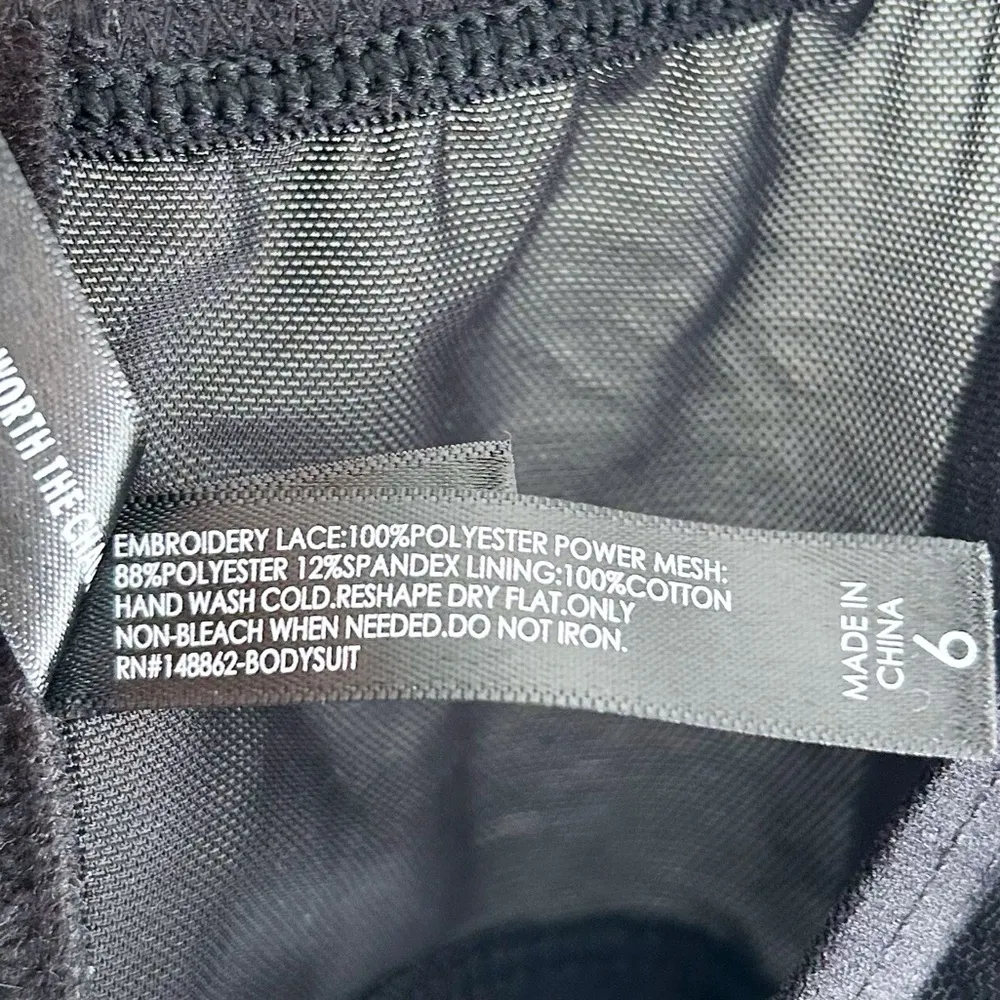 WORTH THE
EMBROIDERY LACE:100%POLYESTER POWER MESH:
88%POLYESTER 12%SPANDEX LINING:100%COTTON
HAND WASH COLD.RESHAPE DRY FLAT.ONLY
NON-BLEACH WHEN NEEDED.DO NOT IRON.
RN#148862-BODYSUIT
MADE IN
CHINA
6